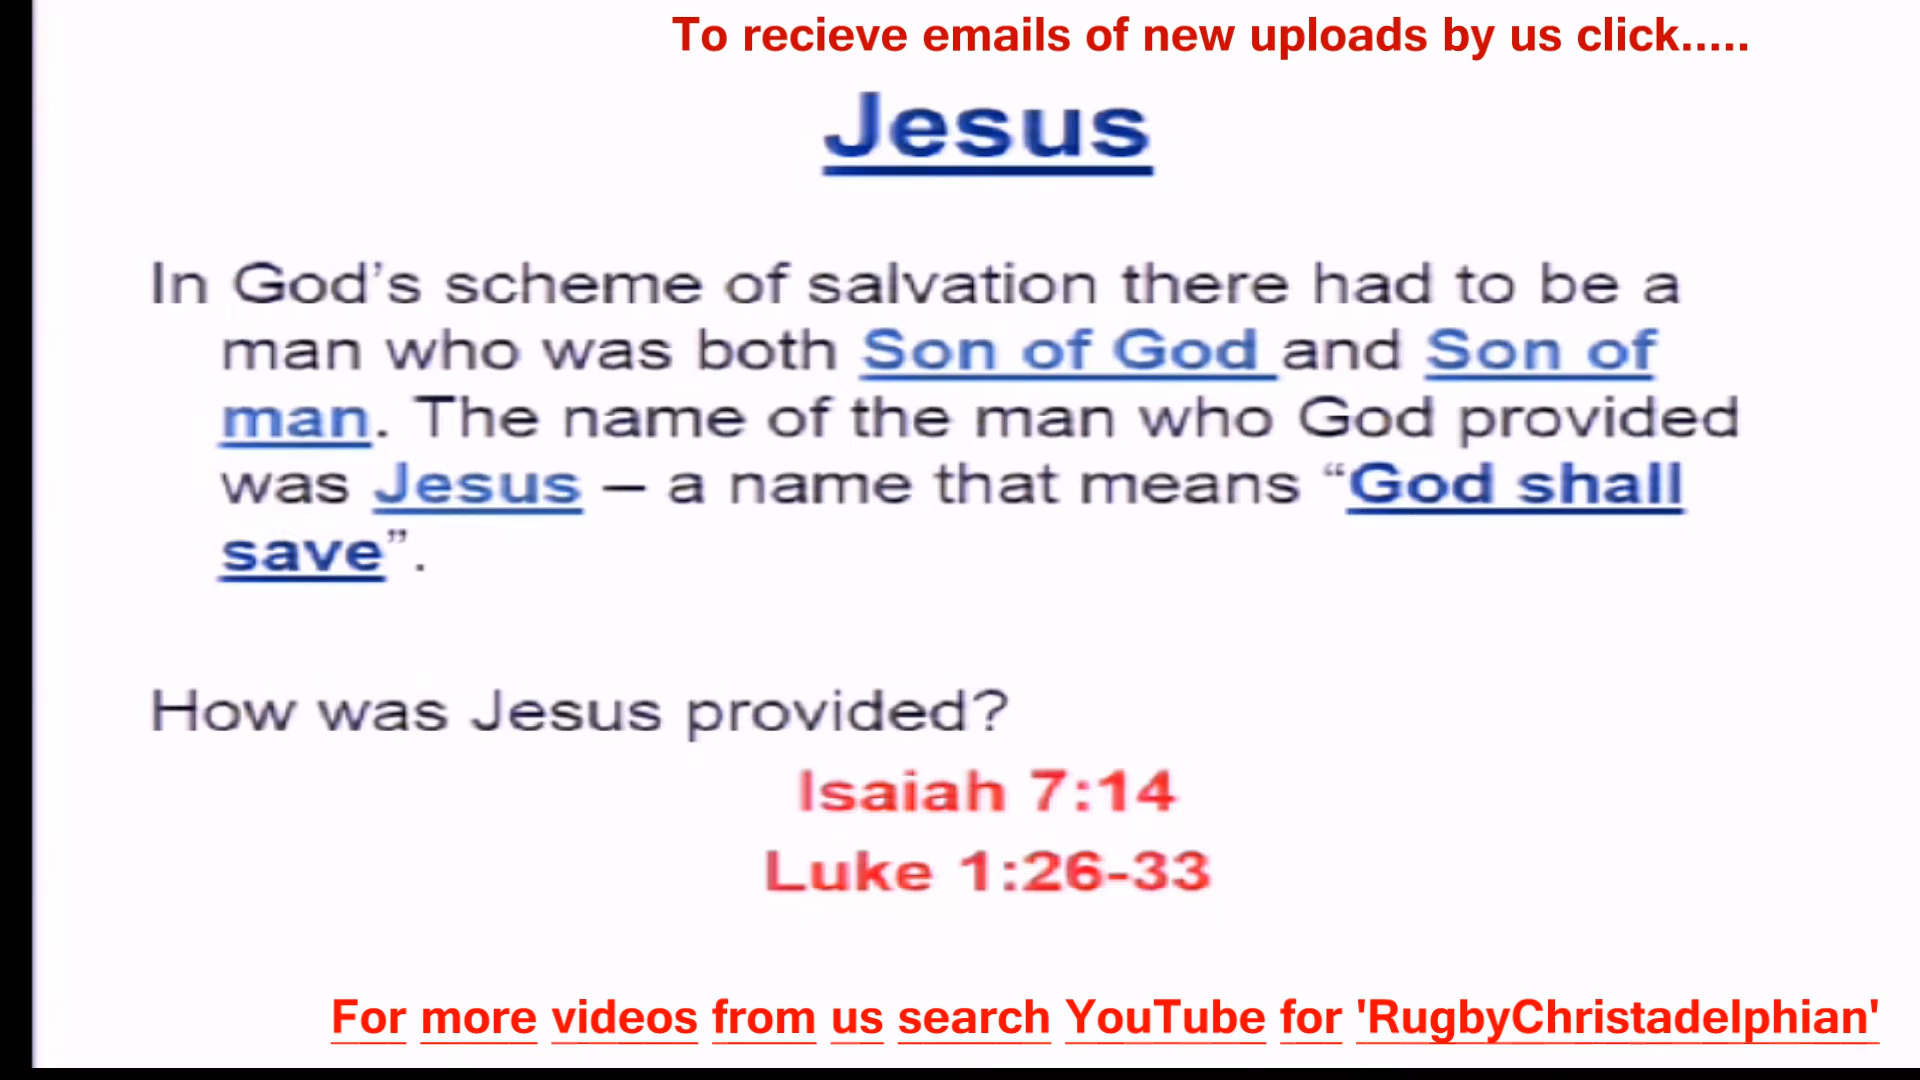 To recieve emails of new uploads by us click.....
Jesus
In God’s scheme of salvation there had to be a
man who was both Son of God and Son of
man. The name of the man who God provided
was Jesus – a name that means “God shall
save”.
How was Jesus provided?
Isaiah 7:14
Luke 1:26-33
For more videos from us search YouTube for 'RugbyChristadelphian'